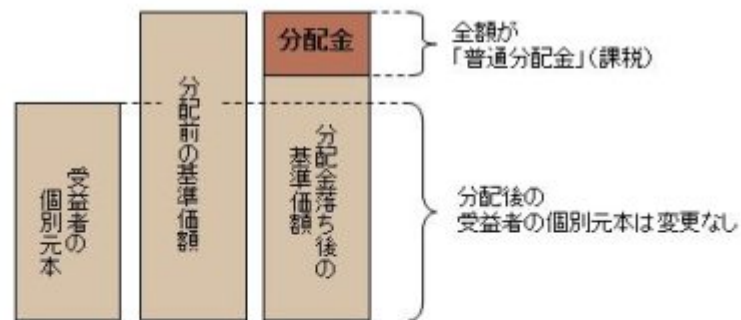 受益者の
個別元本
分配前の基準価額
分配金
分配金落ち後の
基準価額
全額が
「普通分配金」(課税)
分配後の
受益者の個別元本は変更なし